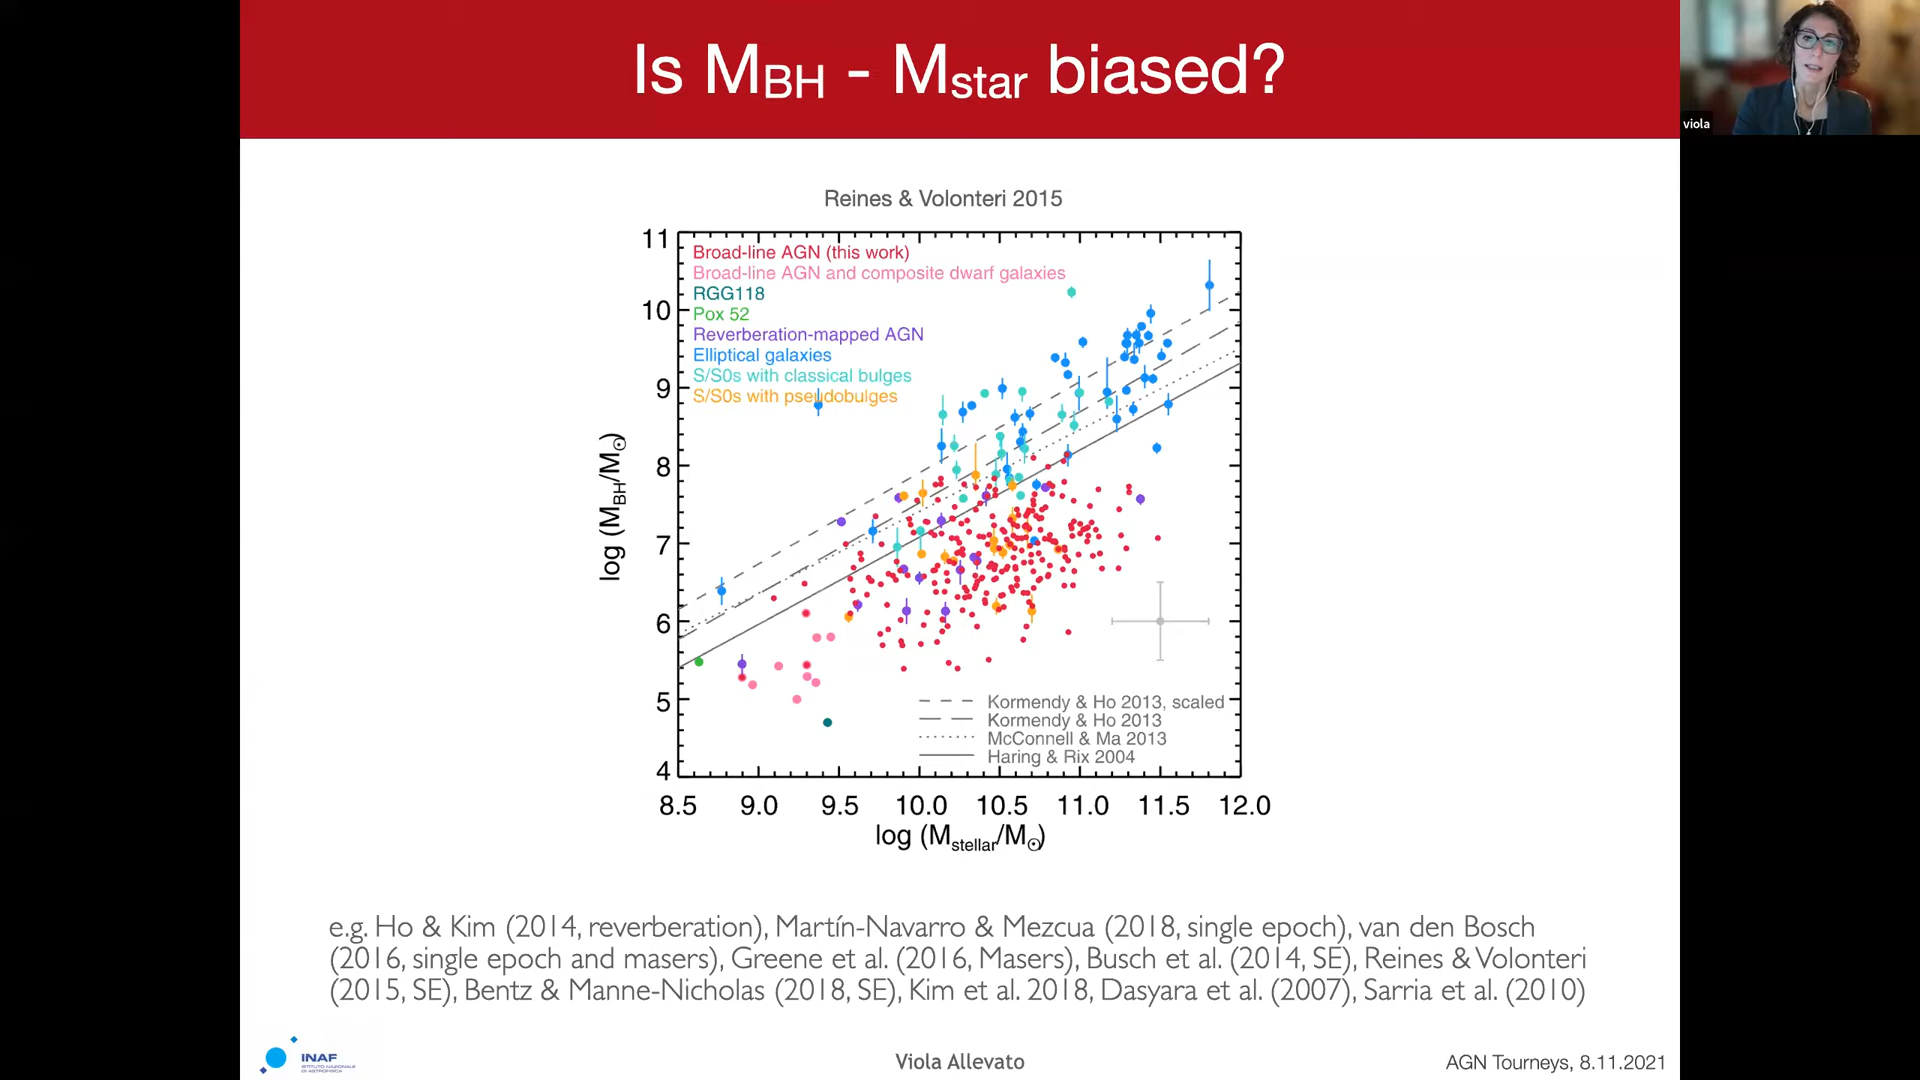 Is MBH - Mstar biased?
viola
Reines & Volonteri 2015
Broad-line AGN (this work)
Broad-line AGN and composite dwarf galaxies
RGG118
Pox 52
Reverberation-mapped AGN
Elliptical galaxies
S/S0s with classical bulges
S/S0s with pseudobulges
11
10
9
8
7
6
5
4
log (MBH/M☉)
Kormendy & Ho 2013, scaled
Kormendy & Ho 2013
McConnell & Ma 2013
Haring & Rix 2004
8.5 9.0 9.5 10.0 10.5 11.0 11.5 12.0
log (Mstellar/M☉)
e.g. Ho & Kim (2014, reverberation), Martín-Navarro & Mezcua (2018, single epoch), van den Bosch
(2016, single epoch and masers), Greene et al. (2016, Masers), Busch et al. (2014, SE), Reines & Volonteri
(2015, SE), Bentz & Manne-Nicholas (2018, SE), Kim et al. 2018, Dasyara et al. (2007), Sarria et al. (2010)
INAF
ISTITUTO NAZIONALE
DI ASTROFISICA
Viola Allevato
AGN Tourneys, 8.11.2021